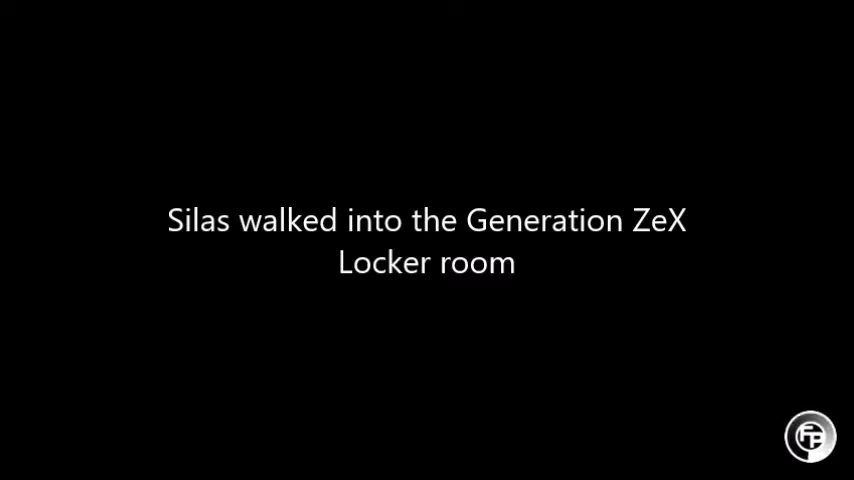 Silas walked into the Generation ZeX
Locker room